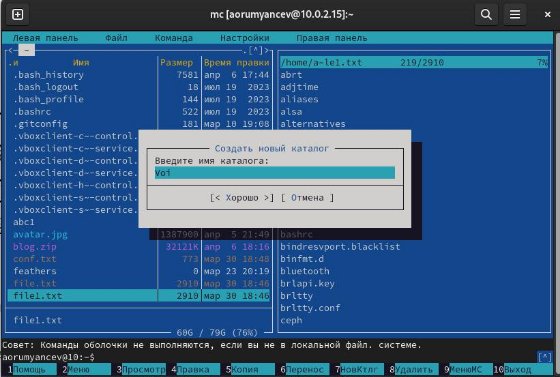 mc [aorumyancev@10.0.2.15]:~
Левая панель Файл Команда Настройки Правая панель
~ .[^]>
.и Имя Размер Время правки
.bash_history 7581 апр 6 17:44
.bash_logout 18 июл 19 2023
.bash_profile 144 июл 19 2023
.bashrc 522 июл 19 2023
.gitconfig 181 мар 10 19:08
.vboxclient-c~-control.
.vboxclient-c~-service.
.vboxclient-d~-control.
.vboxclient-d~-service.
.vboxclient-h~-control.
.vboxclient-s~-control.
.vboxclient-s~-service.
abc1
avatar.jpg 1387900 апр 5 21:49
blog.zip 32121K апр 6 18:16
conf.txt 773 мар 30 18:48
feathers 0 мар 23 20:19
file.txt 2910 мар 30 18:46
file1.txt 2910 мар 30 18:46
file1.txt
60G / 79G (76%)
/home/a~le1.txt 219/2910 7%
abrt
adjtime
aliases
alsa
alternatives
bashrc
bindresvport.blacklist
binfmt.d
bluetooth
brlapi.key
brltty
brltty.conf
ceph
Создать новый каталог
Введите имя каталога:
Voi
[< Хорошо >] [ Отмена ]
Совет: Команды оболочки не выполняются, если вы не в локальной файл. системе.
aorumyancev@10:~$ [^]
1Помощь 2Меню 3Просмотр 4Правка 5Копия 6Перенос 7НовКтлг 8Удалить 9МенюMC 10Выход